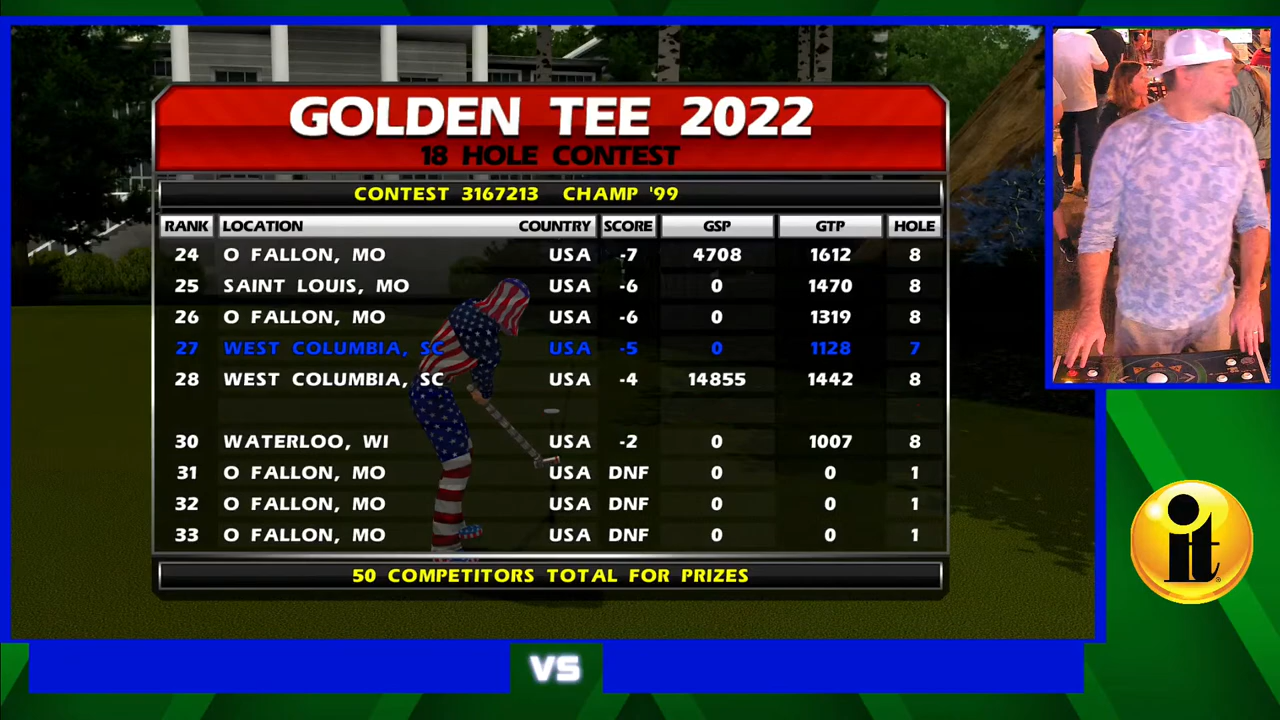 GOLDEN TEE 2022
18 HOLE CONTEST
CONTEST 3167213 CHAMP '99
RANK LOCATION COUNTRY SCORE GSP GTP HOLE
24 O FALLON, MO USA -7 4708 1612 8
25 SAINT LOUIS, MO USA -6 0 1470 8
26 O FALLON, MO USA -6 0 1319 8
27 WEST COLUMBIA, SC USA -5 0 1128 7
28 WEST COLUMBIA, SC USA -4 14855 1442 8
30 WATERLOO, WI USA -2 0 1007 8
31 O FALLON, MO USA DNF 0 0 1
32 O FALLON, MO USA DNF 0 0 1
33 O FALLON, MO USA DNF 0 0 1
50 COMPETITORS TOTAL FOR PRIZES
it
VS